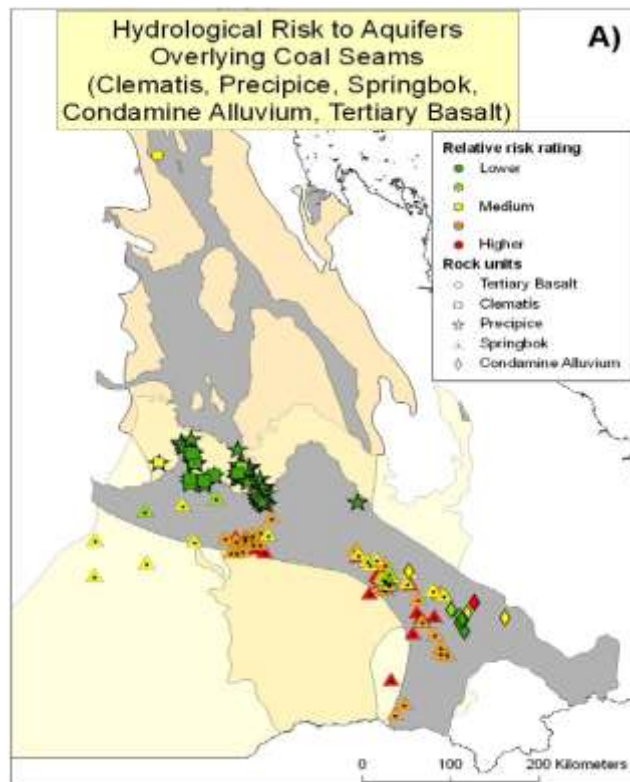 Hydrological Risk to Aquifers
Overlying Coal Seams
(Clematis, Precipice, Springbok,
Condamine Alluvium, Tertiary Basalt)
A)
Relative risk rating
Lower
Medium
Higher
Rock units
Tertiary Basalt
Clematis
Precipice
Springbok
Condamine Alluvium
0 100 200 Kilometers